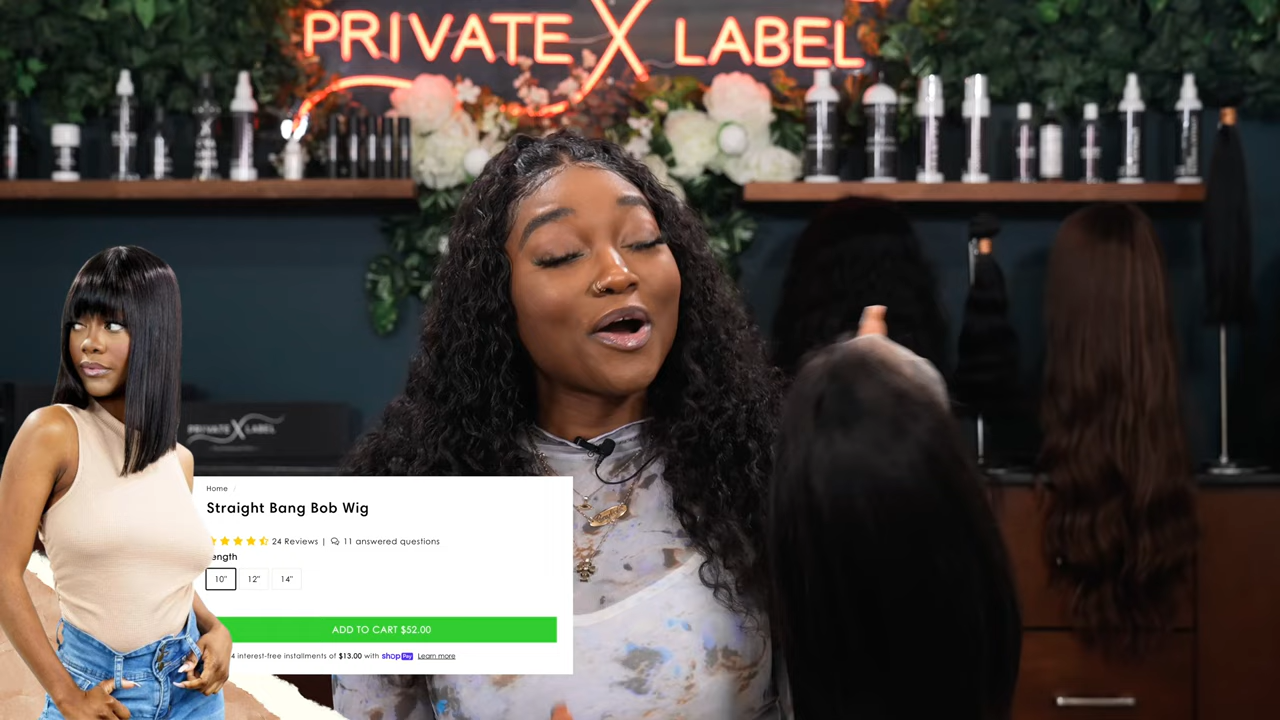 PRIVATE X LABEL
PRIVATE X LABEL
Home /
Straight Bang Bob Wig
24 Reviews | 11 answered questions
ength
10" 12" 14"
ADD TO CART $52.00
4 interest-free installments of $13.00 with shop Pay Learn more